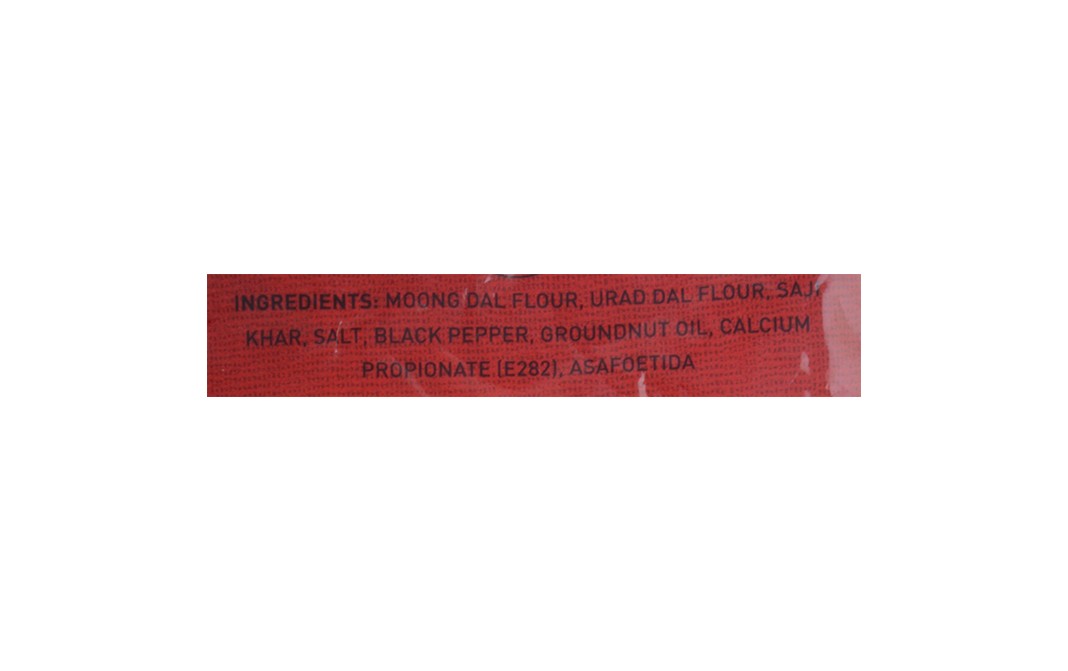 INGREDIENTS: MOONG DAL FLOUR, URAD DAL FLOUR, SAJI
KHAR, SALT, BLACK PEPPER, GROUNDNUT OIL, CALCIUM
PROPIONATE (E282), ASAFOETIDA